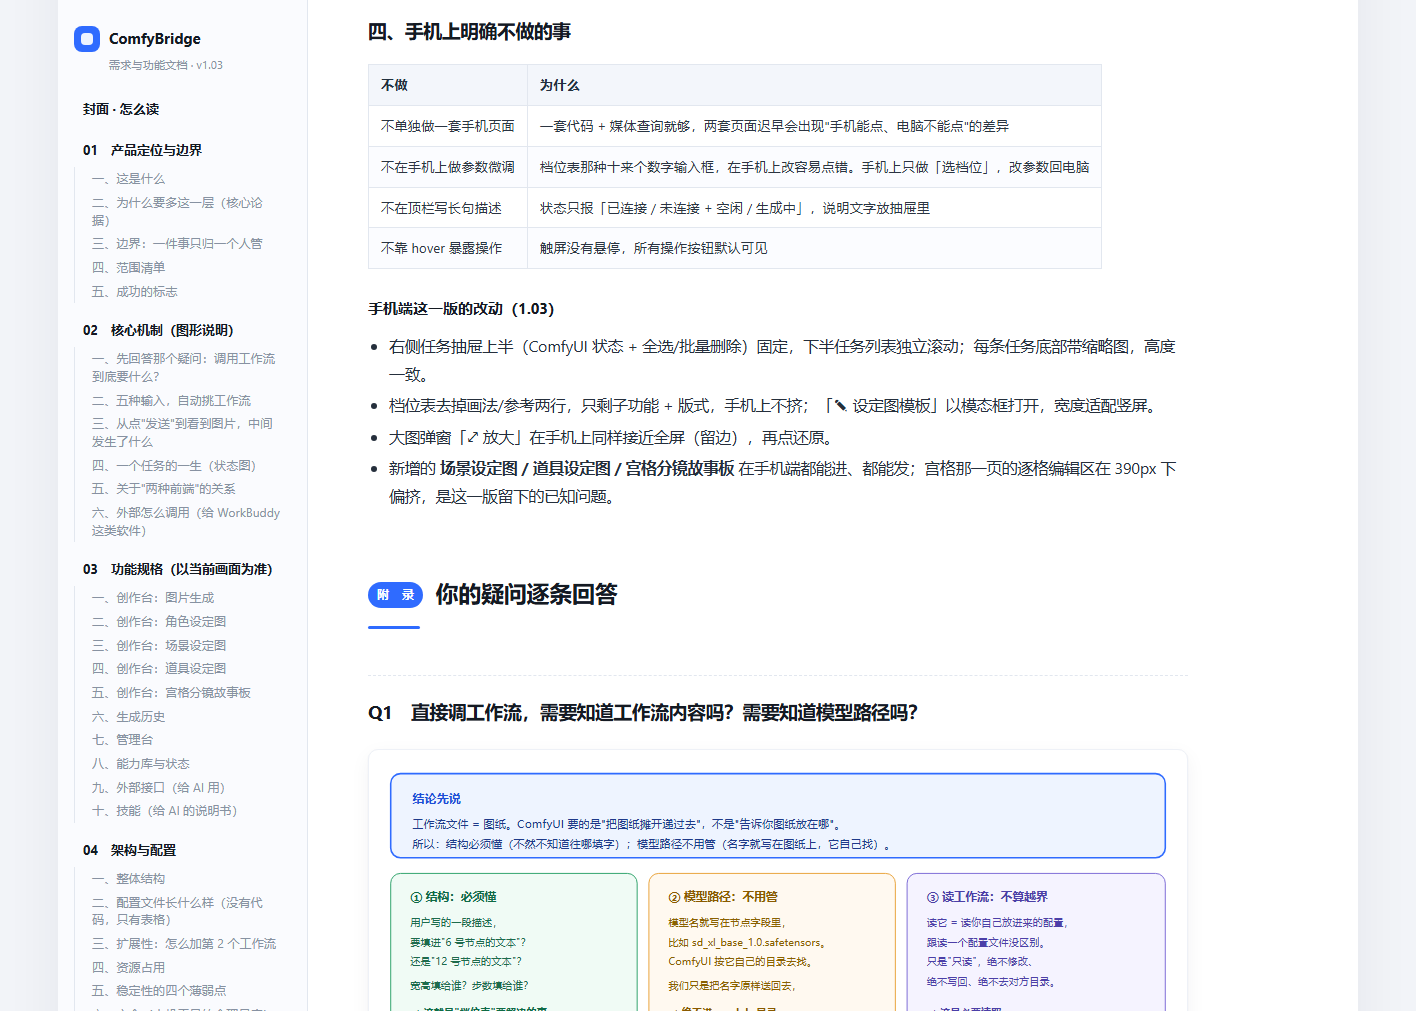 ComfyBridge
需求与功能文档 · v1.03
封面 · 怎么读
01 产品定位与边界
一、这是什么
二、为什么要多这一层（核心论
据）
三、边界：一件事只归一个人管
四、范围清单
五、成功的标志
02 核心机制（图形说明）
一、先回答那个疑问：调用工作流
到底要什么？
二、五种输入，自动挑工作流
三、从点"发送"到看到图片，中间
发生了什么
四、一个任务的一生（状态图）
五、关于"两种前端"的关系
六、外部怎么调用（给 WorkBuddy
这类软件）
03 功能规格（以当前画面为准）
一、创作台：图片生成
二、创作台：角色设定图
三、创作台：场景设定图
四、创作台：道具设定图
五、创作台：宫格分镜故事板
六、生成历史
七、管理台
八、能力库与状态
九、外部接口（给 AI 用）
十、技能（给 AI 的说明书）
04 架构与配置
一、整体结构
二、配置文件长什么样（没有代
码，只有表格）
三、扩展性：怎么加第 2 个工作流
四、资源占用
五、稳定性的四个薄弱点
四、手机上明确不做的事
不做 为什么
不单独做一套手机页面 一套代码 + 媒体查询就够，两套页面迟早会出现"手机能点、电脑不能点"的差异
不在手机上做参数微调 档位表那种十来个数字输入框，在手机上改容易点错。手机上只做「选档位」，改参数回电脑
不在顶栏写长句描述 状态只报「已连接 / 未连接 + 空闲 / 生成中」，说明文字放抽屉里
不靠 hover 暴露操作 触屏没有悬停，所有操作按钮默认可见
手机端这一版的改动（1.03）
• 右侧任务抽屉上半（ComfyUI 状态 + 全选/批量删除）固定，下半任务列表独立滚动；每条任务底部带缩略图，高度
一致。
• 档位表去掉画法/参考两行，只剩子功能 + 版式，手机上不挤；「✎ 设定图模板」以模态框打开，宽度适配竖屏。
• 大图弹窗「⤢ 放大」在手机上同样接近全屏（留边），再点还原。
• 新增的 场景设定图 / 道具设定图 / 宫格分镜故事板 在手机端都能进、都能发；宫格那一页的逐格编辑区在 390px 下
偏挤，是这一版留下的已知问题。
附 录 你的疑问逐条回答
Q1 直接调工作流，需要知道工作流内容吗？需要知道模型路径吗？
结论先说
工作流文件 = 图纸。ComfyUI 要的是"把图纸摊开递过去"，不是"告诉你图纸放在哪"。
所以：结构必须懂（不然不知道往哪填字）；模型路径不用管（名字就写在图纸上，它自己找）。
① 结构：必须懂
用户写的一段描述，
要填进"6 号节点的文本"？
还是"12 号节点的文本"？
宽高填给谁？步数填给谁？
② 模型路径：不用管
模型名就写在节点字段里，
比如 sd_xl_base_1.0.safetensors。
ComfyUI 按它自己的目录去找。
我们只是把名字原样送回去，
③ 读工作流：不算越界
读它 = 读你自己放进来的配置，
跟读一个配置文件没区别。
只是"只读"，绝不修改、
绝不写回、绝不去对方目录。